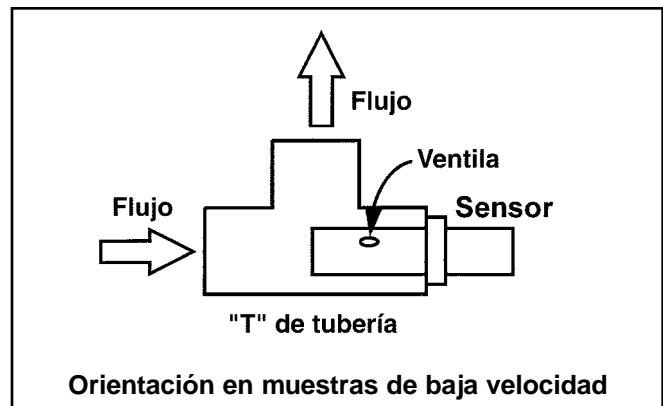 Flujo
Ventila
Flujo
Sensor
"T" de tubería
Orientación en muestras de baja velocidad